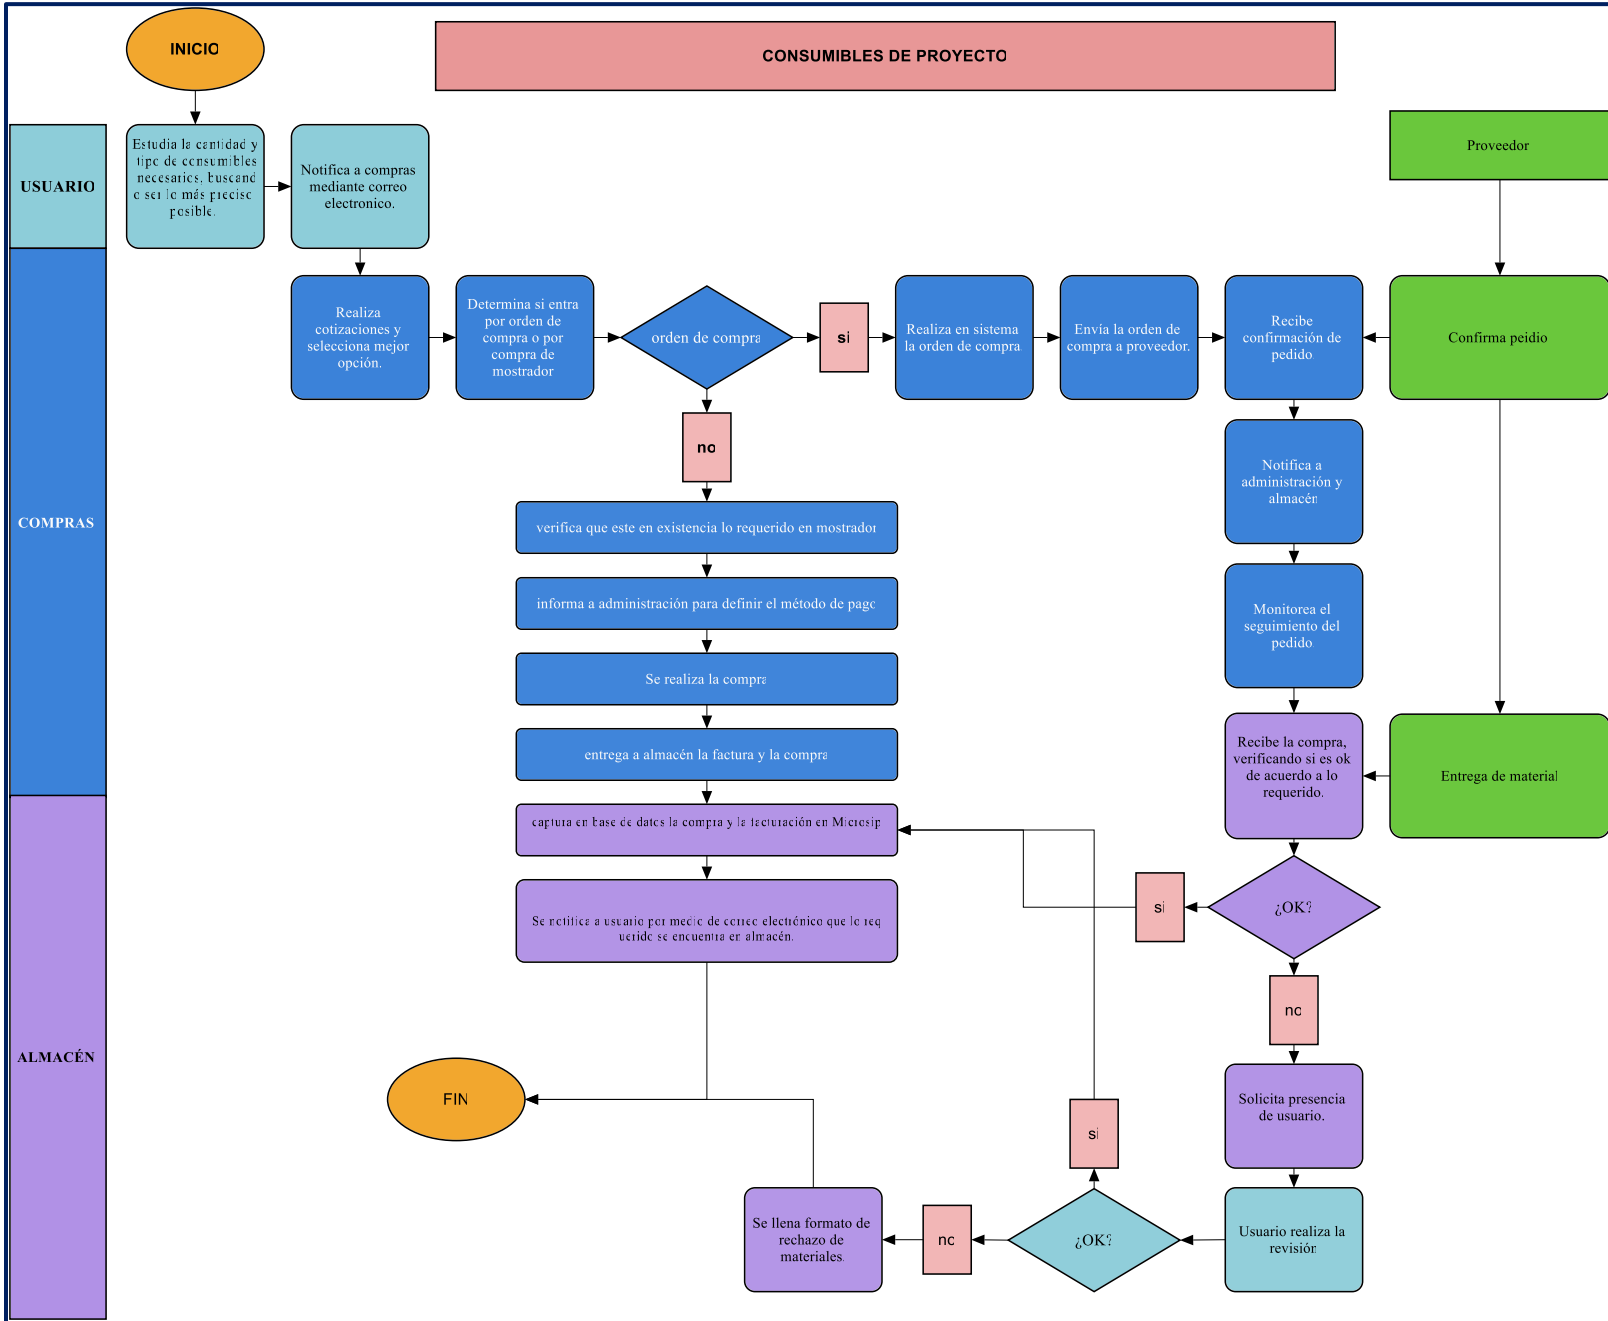 INICIO
CONSUMIBLES DE PROYECTO
USUARIO
Estudia la cantidad y
tipo de consumibles
necesarios, buscand
o ser lo más preciso
posible.
Notifica a compras
mediante correo
electronico.
Proveedor
COMPRAS
Realiza
cotizaciones y
selecciona mejor
opción.
Determina si entra
por orden de
compra o por
compra de
mostrador
orden de compra
si
Realiza en sistema
la orden de compra
Envía la orden de
compra a proveedor.
Recibe
confirmación de
pedido
Confirma peidio
no
Notifica a
administración y
almacén
verifica que este en existencia lo requerido en mostrador
informa a administración para definir el método de pago
Monitorea el
seguimiento del
pedido
Se realiza la compra
entrega a almacén la factura y la compra
Recibe la compra,
verificando si es ok
de acuerdo a lo
requerido.
Entrega de material
ALMACÉN
captura en base de datos la compra y la facturación en Microsip
Se notifica a usuario por medio de correo electrónico que lo req
uerido se encuentra en almacén.
si
¿OK?
no
FIN
Solicita presencia
de usuario.
si
Se llena formato de
rechazo de
materiales.
no
¿OK?
Usuario realiza la
revisión